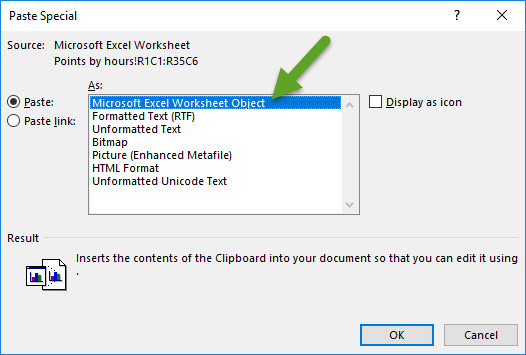 Paste Special
Source: Microsoft Excel Worksheet
Points by hours!R1C1:R35C6
As:
Paste:
Paste link:
Microsoft Excel Worksheet Object
Formatted Text (RTF)
Unformatted Text
Bitmap
Picture (Enhanced Metafile)
HTML Format
Unformatted Unicode Text
Display as icon
Result
Inserts the contents of the Clipboard into your document so that you can edit it using
.
OK Cancel